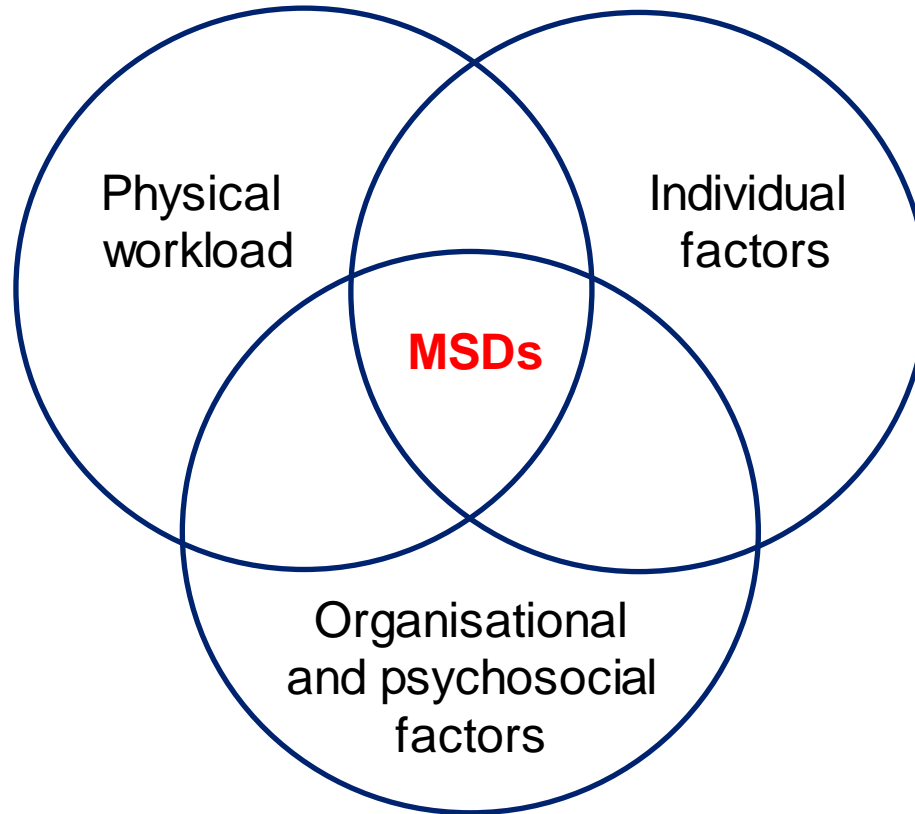 Physical
workload
Individual
factors
MSDs
Organisational
and psychosocial
factors